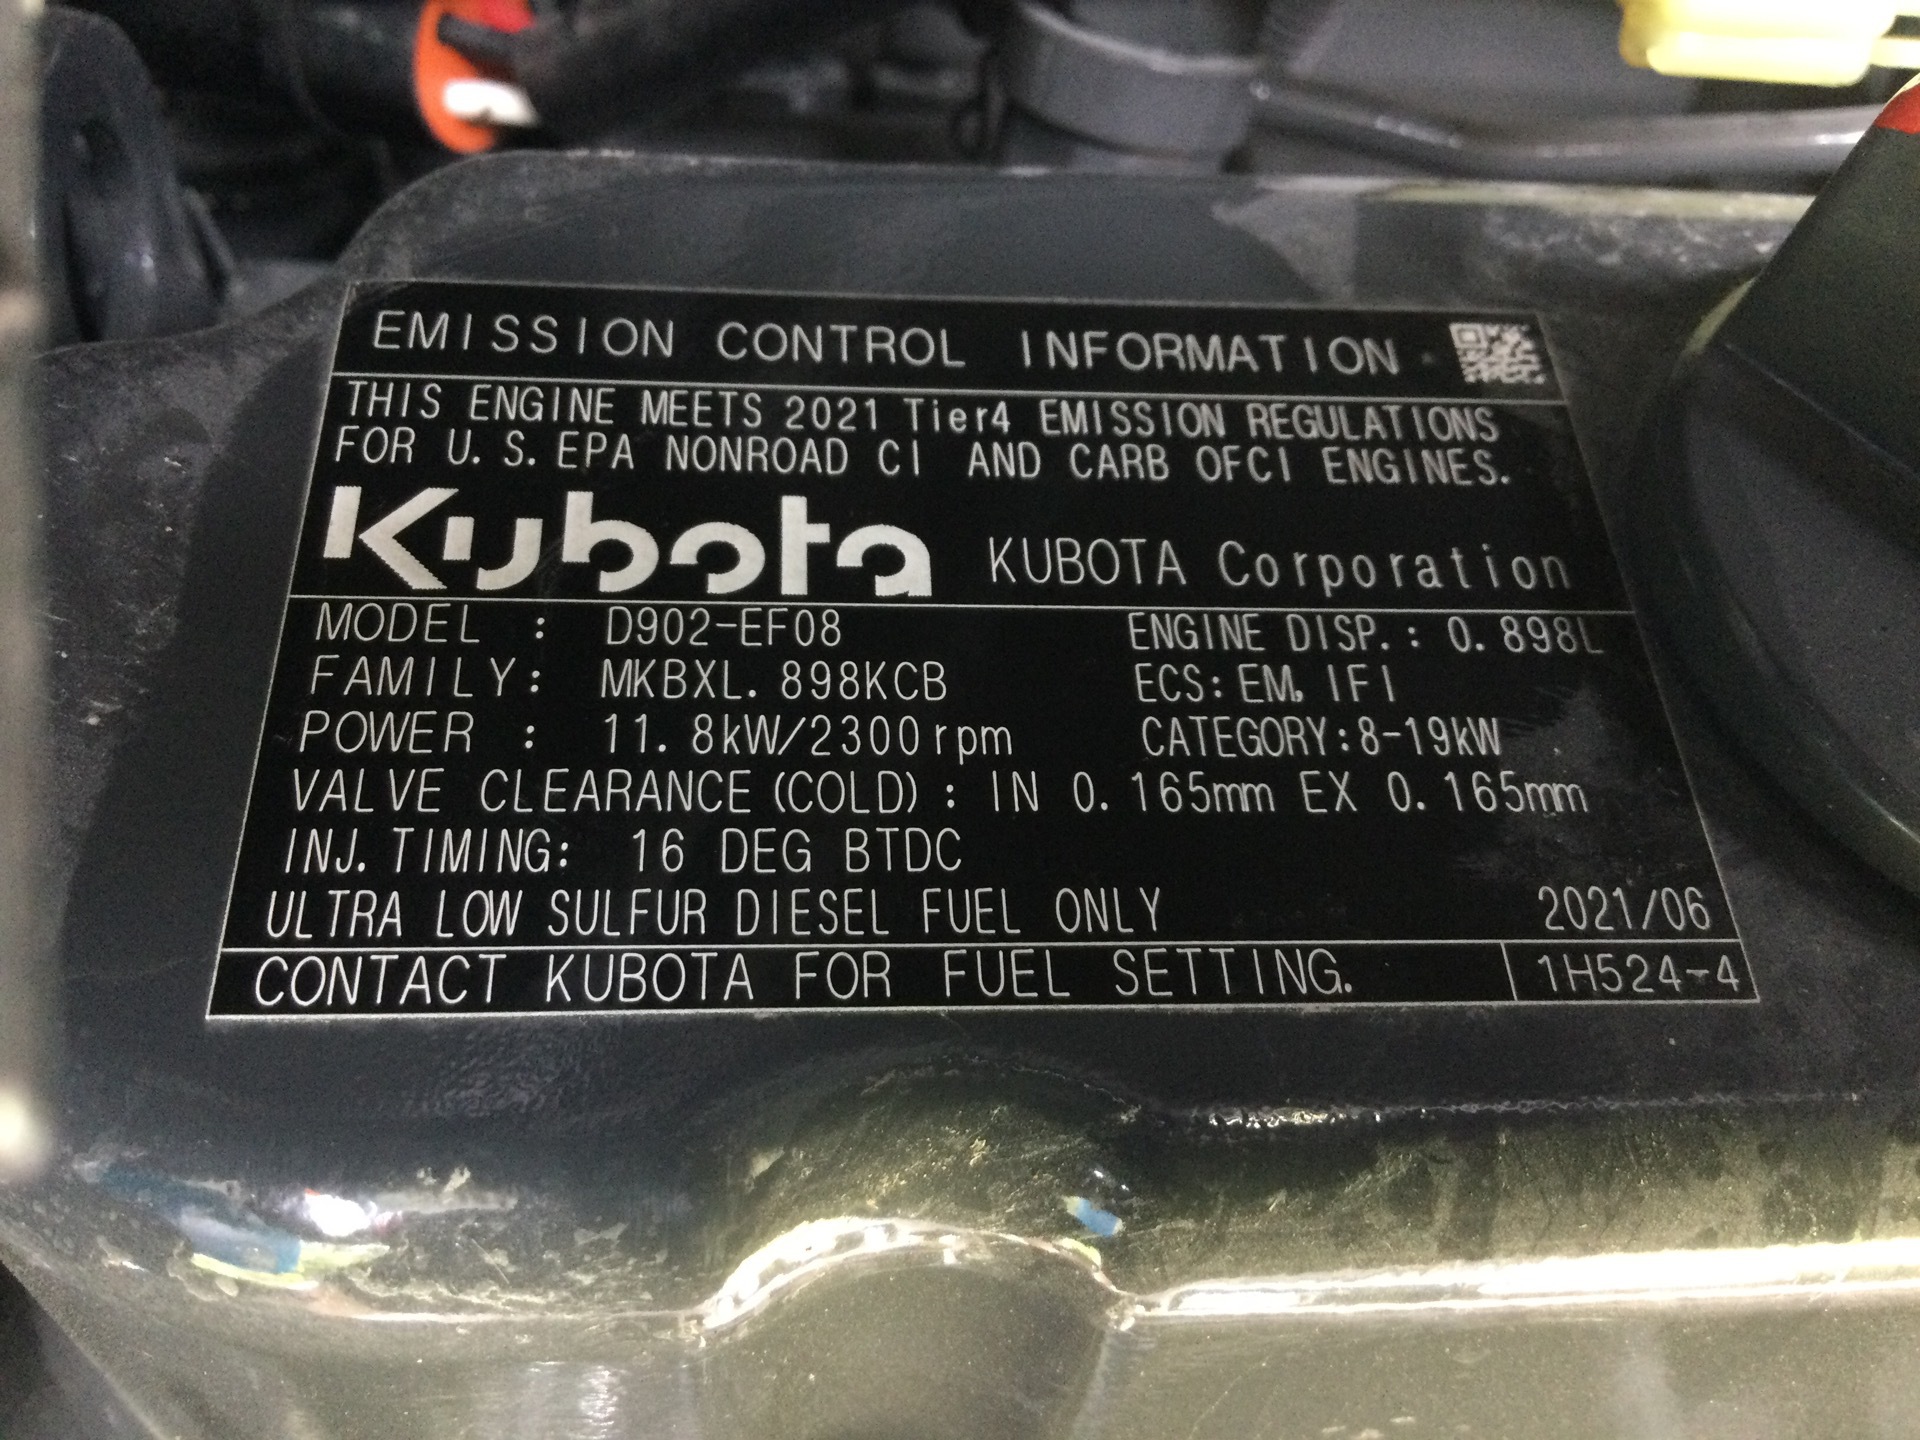 EMISSION CONTROL INFORMATION
THIS ENGINE MEETS 2021 Tier4 EMISSION REGULATIONS
FOR U.S.EPA NONROAD CI AND CARB OFCI ENGINES.
Kubota KUBOTA Corporation
MODEL : D902-EF08 ENGINE DISP.: 0.898L
FAMILY: MKBXL.898KCB ECS:EM, IFI
POWER : 11.8kW/2300rpm CATEGORY:8-19kW
VALVE CLEARANCE(COLD): IN 0.165mm EX 0.165mm
INJ.TIMING: 16 DEG BTDC
ULTRA LOW SULFUR DIESEL FUEL ONLY 2021/06
CONTACT KUBOTA FOR FUEL SETTING. 1H524-4